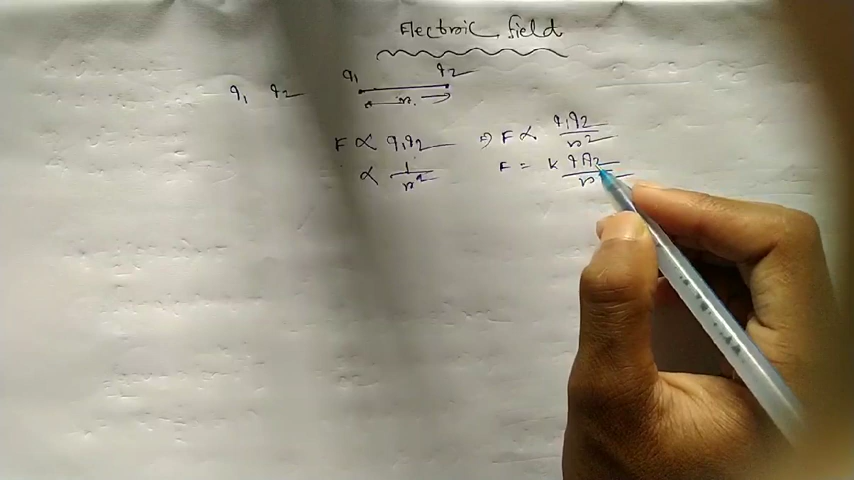 Electric field
q1 q2 q1 q2
r
F ∝ q1q2 ⇒ F ∝ q1q2/r²
∝ 1/r² F = K q1q2/r²